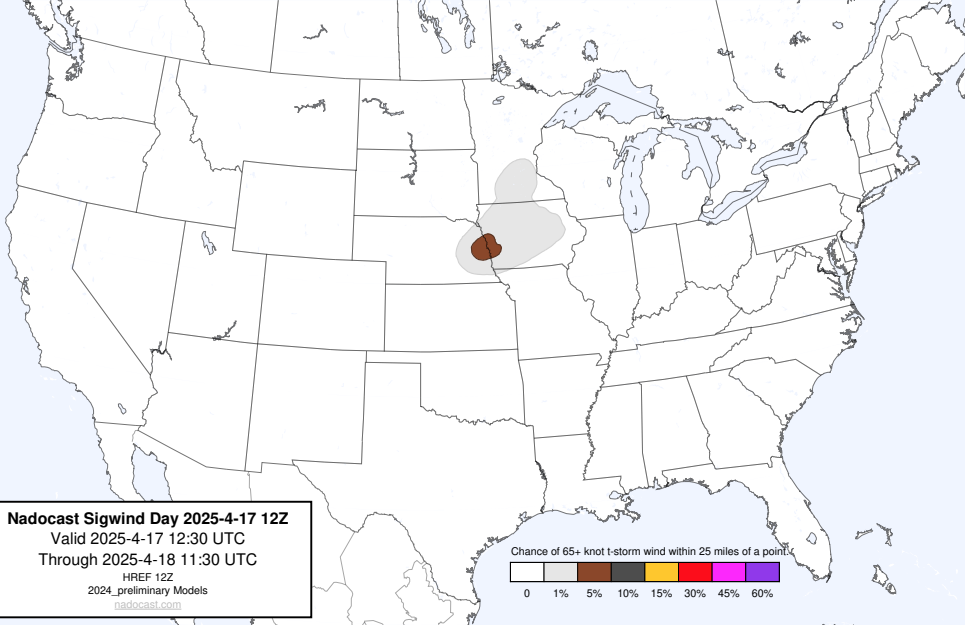 Nadocast Sigwind Day 2025-4-17 12Z
Valid 2025-4-17 12:30 UTC
Through 2025-4-18 11:30 UTC
HREF 12Z
2024_preliminary Models
nadocast.com
Chance of 65+ knot t-storm wind within 25 miles of a point.
0 1% 5% 10% 15% 30% 45% 60%